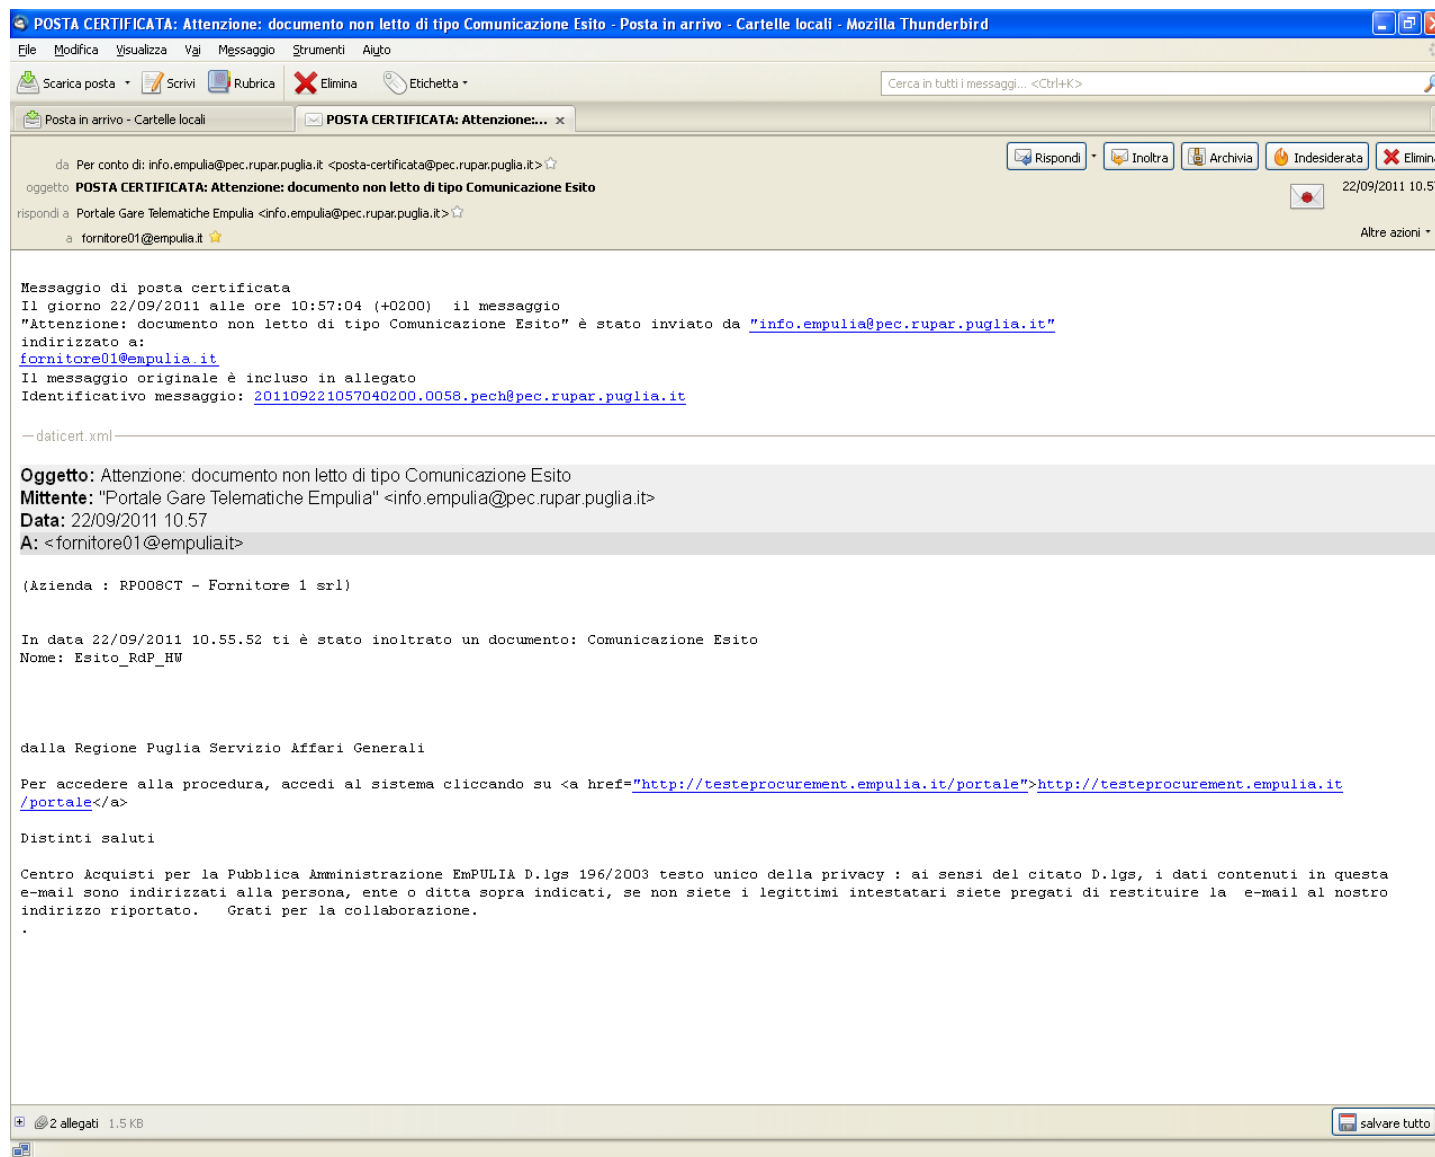 POSTA CERTIFICATA: Attenzione: documento non letto di tipo Comunicazione Esito - Posta in arrivo - Cartelle locali - Mozilla Thunderbird
File Modifica Visualizza Vai Messaggio Strumenti Aiuto
Scarica posta Scrivi Rubrica Elimina Etichetta Cerca in tutti i messaggi... <Ctrl+K>
Posta in arrivo - Cartelle locali POSTA CERTIFICATA: Attenzione:... x
da Per conto di: info.empulia@pec.rupar.puglia.it <posta-certificata@pec.rupar.puglia.it> Rispondi Inoltra Archivia Indesiderata Elimin
oggetto POSTA CERTIFICATA: Attenzione: documento non letto di tipo Comunicazione Esito 22/09/2011 10.57
rispondi a Portale Gare Telematiche Empulia <info.empulia@pec.rupar.puglia.it>
a fornitore01@empulia.it Altre azioni
Messaggio di posta certificata
Il giorno 22/09/2011 alle ore 10:57:04 (+0200) il messaggio
"Attenzione: documento non letto di tipo Comunicazione Esito" è stato inviato da "info.empulia@pec.rupar.puglia.it"
indirizzato a:
fornitore01@empulia.it
Il messaggio originale è incluso in allegato
Identificativo messaggio: 201109221057040200.0058.pech@pec.rupar.puglia.it
daticert.xml
Oggetto: Attenzione: documento non letto di tipo Comunicazione Esito
Mittente: "Portale Gare Telematiche Empulia" <info.empulia@pec.rupar.puglia.it>
Data: 22/09/2011 10.57
A: <fornitore01@empulia.it>
(Azienda : RP008CT - Fornitore 1 srl)
In data 22/09/2011 10.55.52 ti è stato inoltrato un documento: Comunicazione Esito
Nome: Esito_RdP_HW
dalla Regione Puglia Servizio Affari Generali
Per accedere alla procedura, accedi al sistema cliccando su <a href="http://testeprocurement.empulia.it/portale">http://testeprocurement.empulia.it
/portale</a>
Distinti saluti
Centro Acquisti per la Pubblica Amministrazione EmPULIA D.lgs 196/2003 testo unico della privacy : ai sensi del citato D.lgs, i dati contenuti in questa
e-mail sono indirizzati alla persona, ente o ditta sopra indicati, se non siete i legittimi intestatari siete pregati di restituire la e-mail al nostro
indirizzo riportato. Grati per la collaborazione.
.
2 allegati 1.5 KB salvare tutto